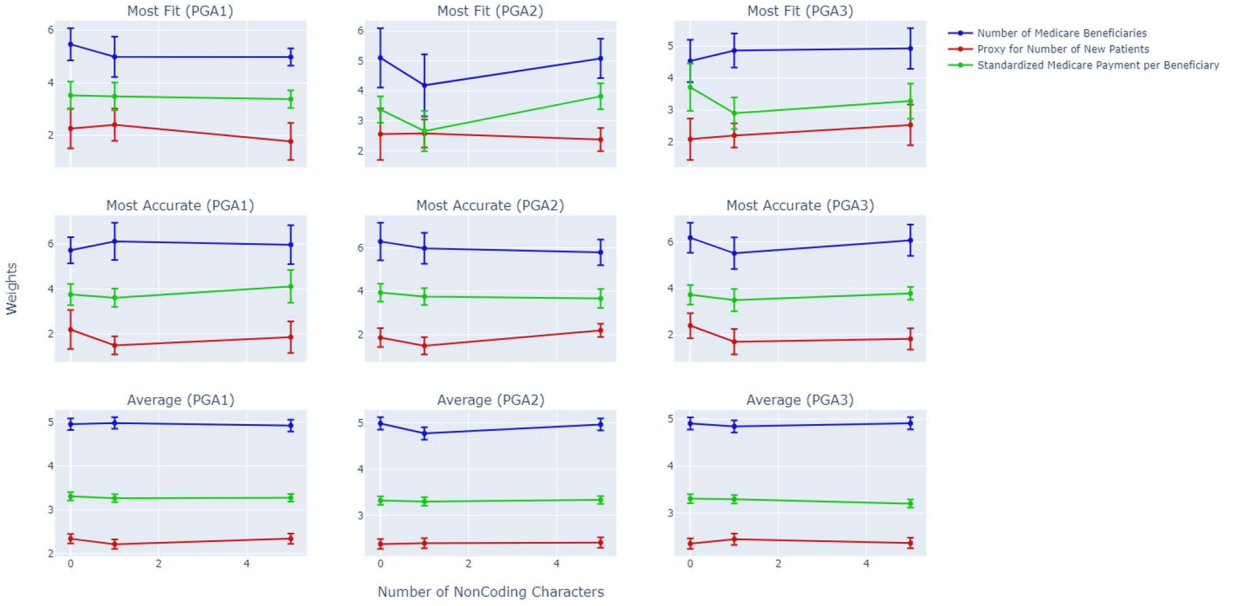 Most Fit (PGA1)
Most Fit (PGA2)
Most Fit (PGA3)
Number of Medicare Beneficiaries
Proxy for Number of New Patients
Standardized Medicare Payment per Beneficiary
6
4
2
6
5
4
3
2
5
4
3
2
Most Accurate (PGA1)
Most Accurate (PGA2)
Most Accurate (PGA3)
6
4
2
6
4
2
6
4
2
Weights
Average (PGA1)
Average (PGA2)
Average (PGA3)
5
4
3
2
5
4
3
5
4
3
0 2 4
0 2 4
0 2 4
Number of NonCoding Characters